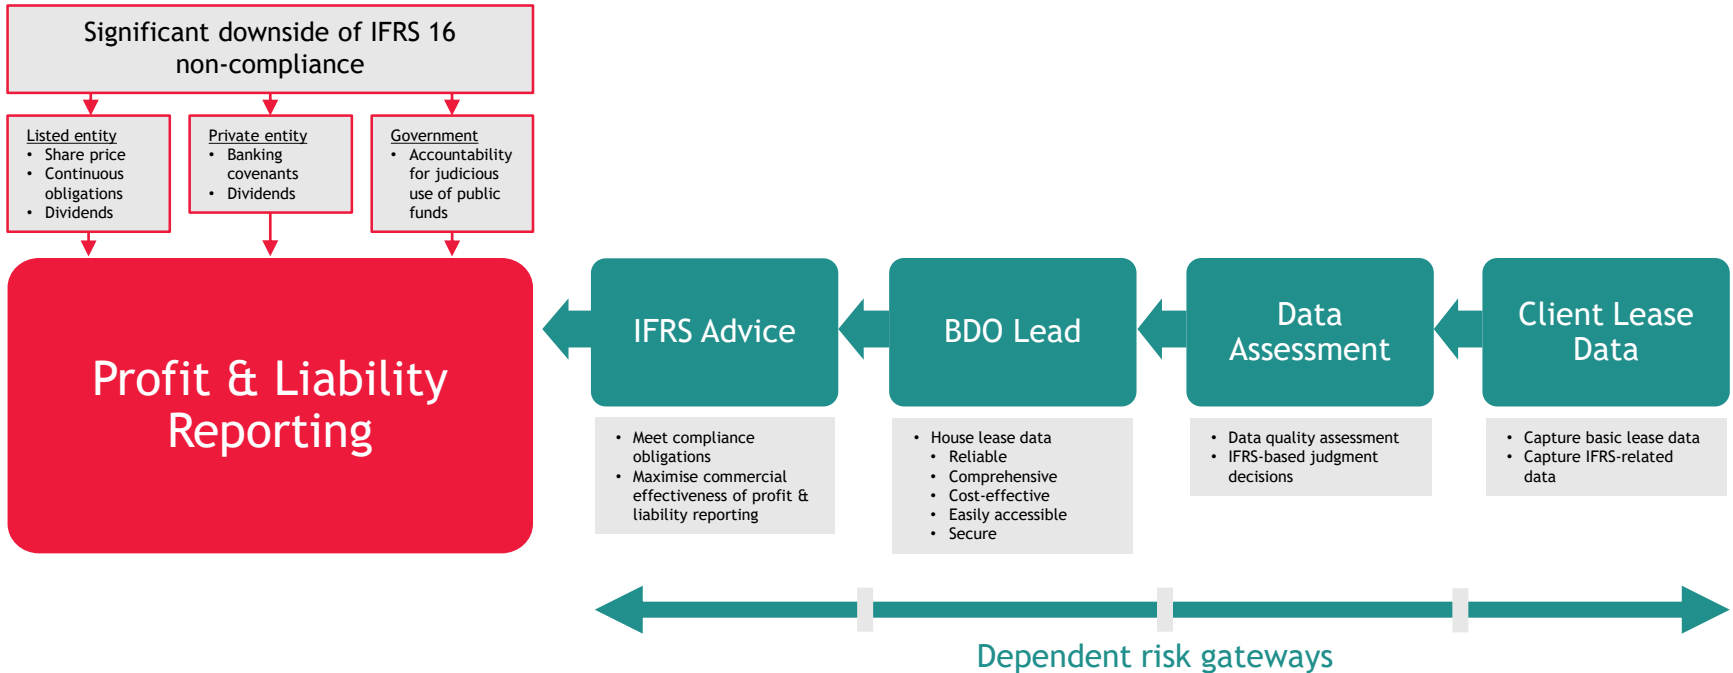 Significant downside of IFRS 16
non-compliance
Listed entity
• Share price
• Continuous
obligations
• Dividends
Private entity
• Banking
covenants
• Dividends
Government
• Accountability
for judicious
use of public
funds
Profit & Liability
Reporting
IFRS Advice
• Meet compliance
obligations
• Maximise commercial
effectiveness of profit &
liability reporting
BDO Lead
• House lease data
• Reliable
• Comprehensive
• Cost-effective
• Easily accessible
• Secure
Data
Assessment
• Data quality assessment
• IFRS-based judgment
decisions
Client Lease
Data
• Capture basic lease data
• Capture IFRS-related
data
Dependent risk gateways